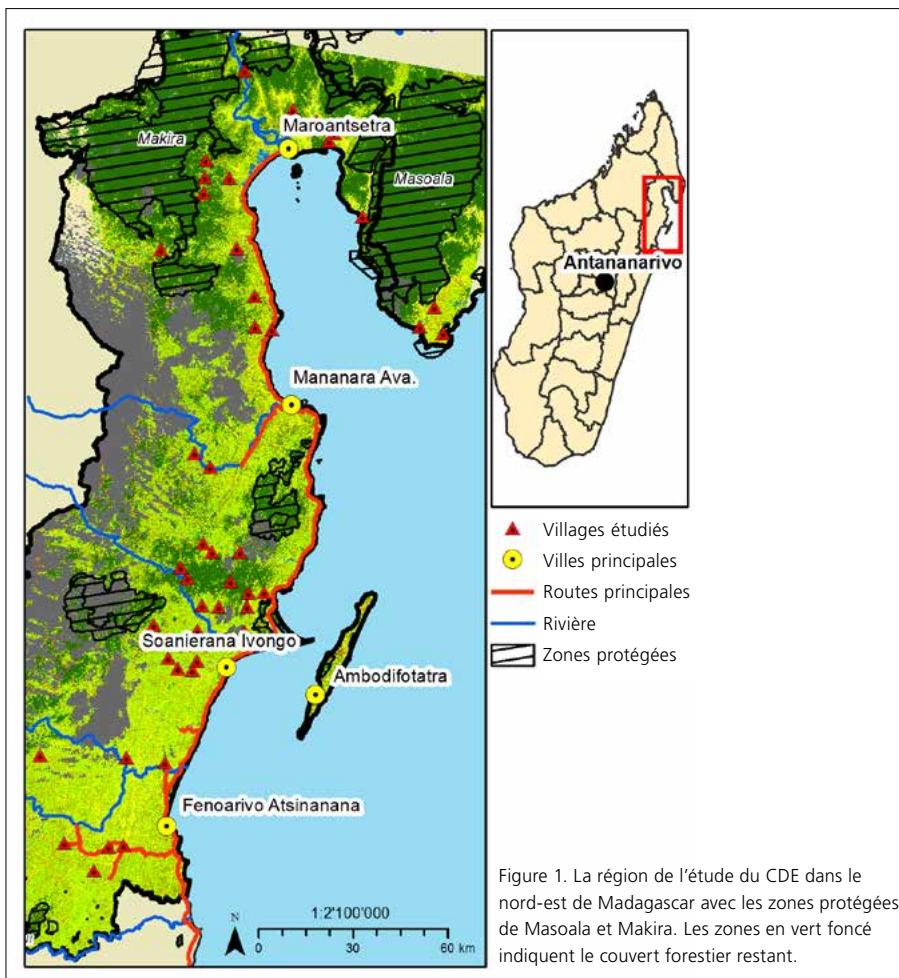 Maroantsetra
Makira
Masoala
Antananarivo
Mananara Ava.
Soanierana Ivongo
Ambodifotatra
Fenoarivo Atsinanana
N
1:2'100'000
0 30 60 km
Villages étudiés
Villes principales
Routes principales
Rivière
Zones protégées
Figure 1. La région de l'étude du CDE dans le
nord-est de Madagascar avec les zones protégées
de Masoala et Makira. Les zones en vert foncé
indiquent le couvert forestier restant.